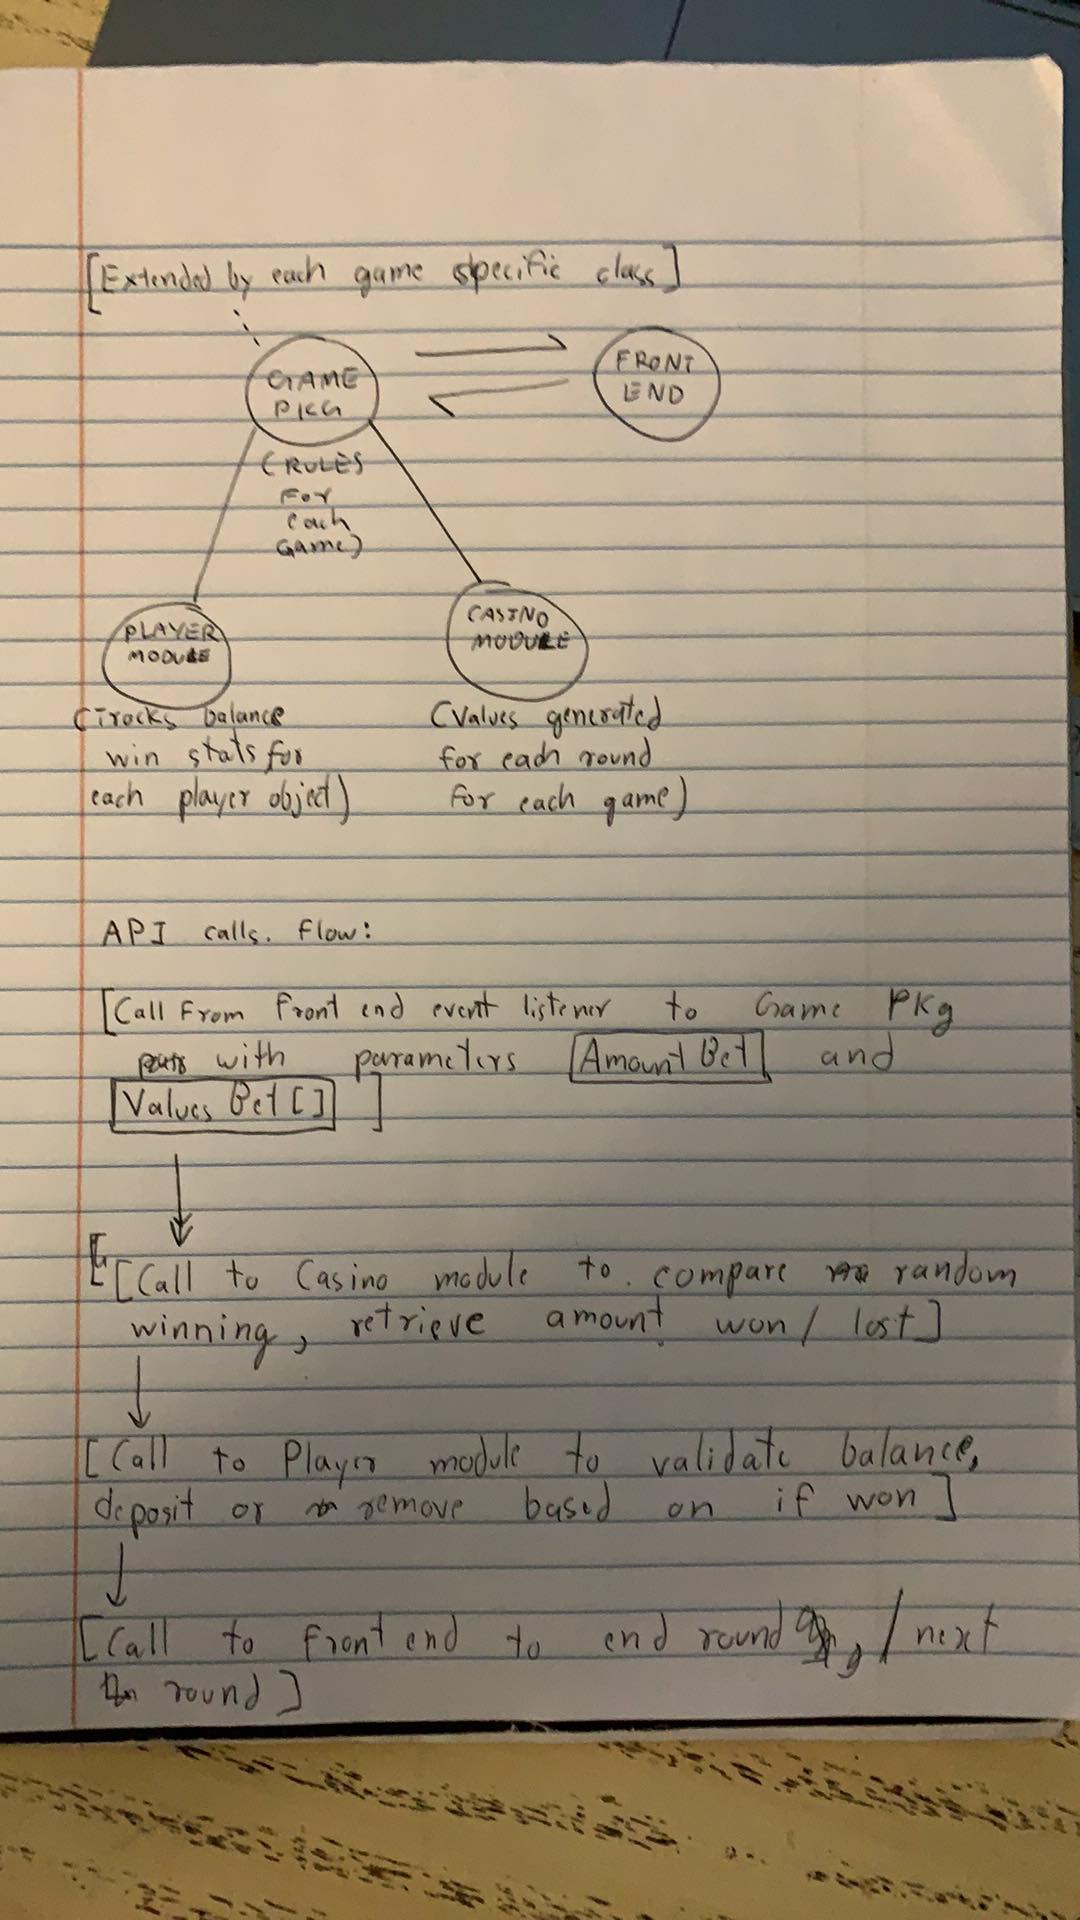 [Extended by each game specific class]
GAME
PKG
FRONT
END
(RULES
For
each
Game)
PLAYER
MODULE
CASINO
MODULE
(Tracks balance
win stats for
each player object)
(Values generated
for each round
for each game)
API calls. Flow:
[Call From Front end event listener to Game PKg
with parameters Amount Bet and
Values Bet []]
[[Call to Casino module to compare random
winning, retrieve amount won / lost]
[Call to Player module to validate balance,
deposit or remove based on if won]
[Call to Front end to end round, / next
round]